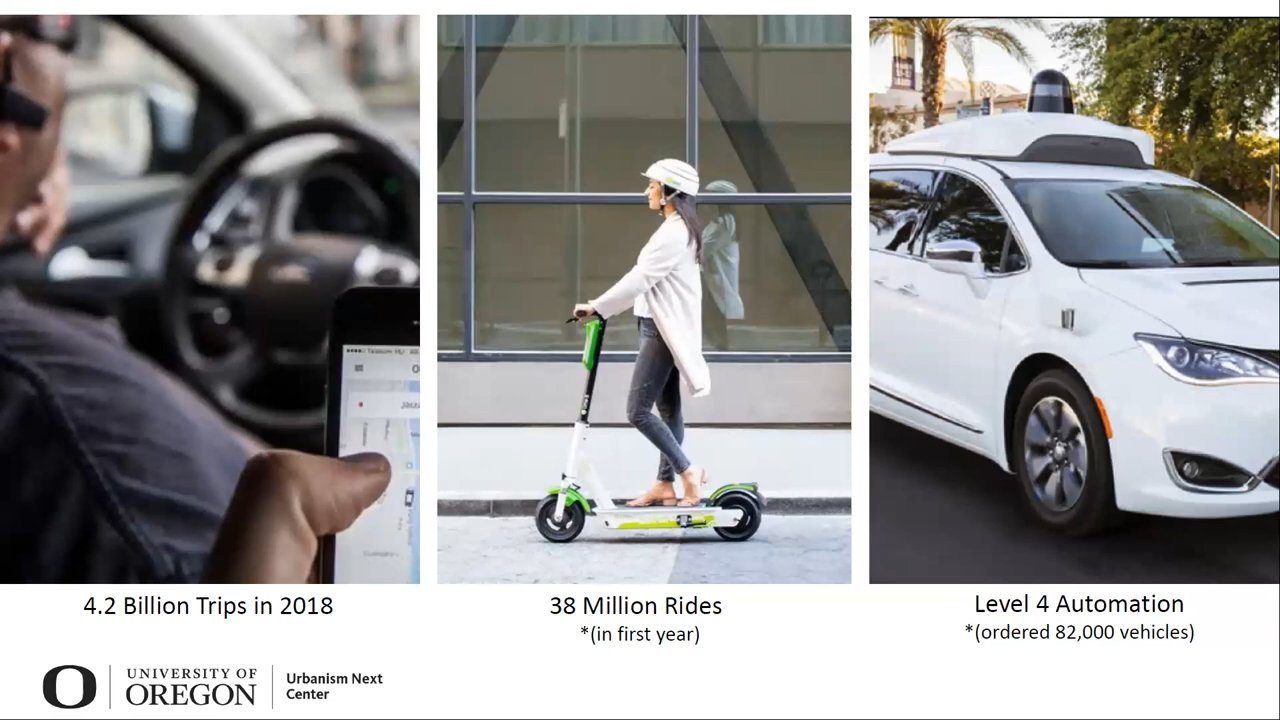 4.2 Billion Trips in 2018
38 Million Rides
*(in first year)
Level 4 Automation
*(ordered 82,000 vehicles)
O
UNIVERSITY OF
OREGON
Urbanism Next
Center